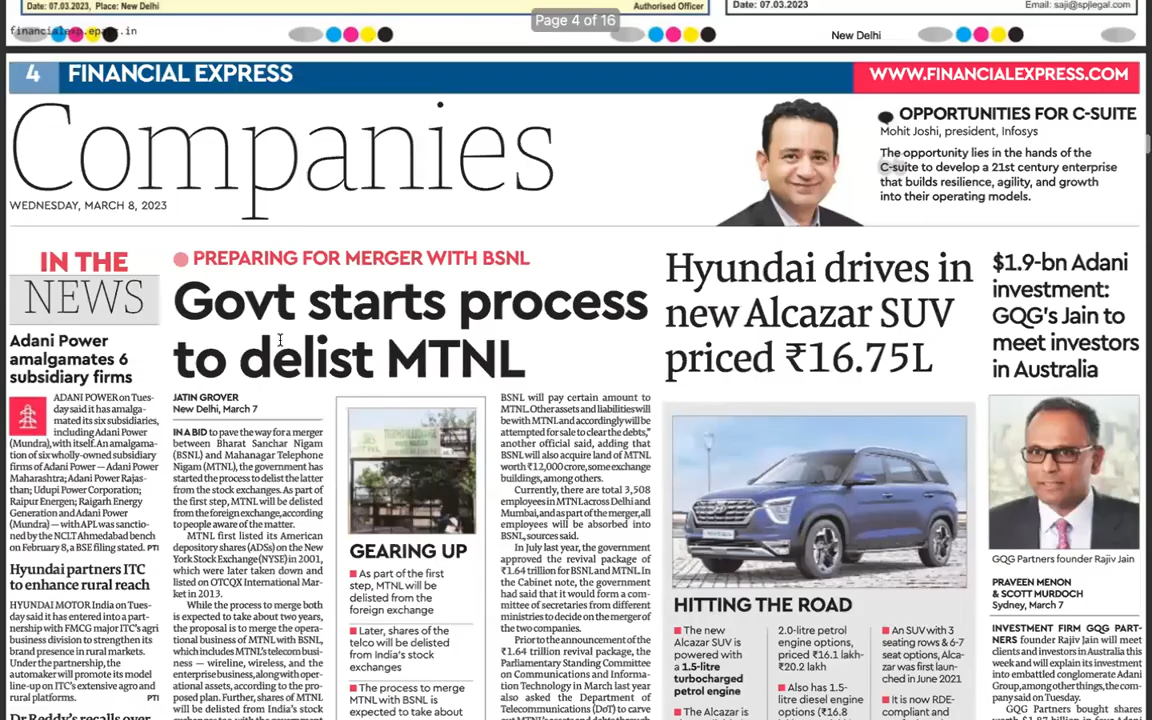 Date: 07.03.2023, Place: New Delhi
Authorised Officer
Date: 07.03.2023
Email: saji@spjlegal.com
Page 4 of 16
New Delhi
4 FINANCIAL EXPRESS
WWW.FINANCIALEXPRESS.COM
Companies
WEDNESDAY, MARCH 8, 2023
OPPORTUNITIES FOR C-SUITE
Mohit Joshi, president, Infosys
The opportunity lies in the hands of the
C-suite to develop a 21st century enterprise
that builds resilience, agility, and growth
into their operating models.
IN THE
NEWS
Adani Power
amalgamates 6
subsidiary firms
ADANI POWER on Tues-
day said it has amalga-
mated its six subsidiaries,
including Adani Power
(Mundra), with itself. An amalgama-
tion of six wholly-owned subsidiary
firms of Adani Power — Adani Power
Maharashtra; Adani Power Rajas-
than; Udupi Power Corporation;
Raipur Energen; Raigarh Energy
Generation and Adani Power
(Mundra) — with APL was sanctio-
ned by the NCLT Ahmedabad bench
on February 8, a BSE filing stated. PTI
Hyundai partners ITC
to enhance rural reach
HYUNDAI MOTOR India on Tues-
day said it has entered into a part-
nership with FMCG major ITC's agri
business division to strengthen its
brand presence in rural markets.
Under the partnership, the
automaker will promote its model
line-up on ITC's extensive agro and
rural platforms. PTI
Dr Reddy's recalls over
PREPARING FOR MERGER WITH BSNL
Govt starts process
to delist MTNL
JATIN GROVER
New Delhi, March 7
IN A BID to pave the way for a merger
between Bharat Sanchar Nigam
(BSNL) and Mahanagar Telephone
Nigam (MTNL), the government has
started the process to delist the latter
from the stock exchanges. As part of
the first step, MTNL will be delisted
from the foreign exchange, according
to people aware of the matter.
MTNL first listed its American
depository shares (ADSs) on the New
York Stock Exchange (NYSE) in 2001,
which were later taken down and
listed on OTCQX International Mar-
ket in 2013.
While the process to merge both
is expected to take about two years,
the proposal is to merge the opera-
tional business of MTNL with BSNL,
which includes MTNL's telecom busi-
ness — wireline, wireless, and the
enterprise business, along with oper-
ational assets, according to the pro-
posed plan. Further, shares of MTNL
will be delisted from India's stock
GEARING UP
As part of the first
step, MTNL will be
delisted from the
foreign exchange
Later, shares of the
telco will be delisted
from India's stock
exchanges
The process to merge
MTNL with BSNL is
expected to take about
BSNL will pay certain amount to
MTNL. Other assets and liabilities will
be with MTNL and accordingly will be
attempted for sale to clear the debts,"
another official said, adding that
BSNL will also acquire land of MTNL
worth ₹12,000 crore, some exchange
buildings, among others.
Currently, there are total 3,508
employees in MTNL across Delhi and
Mumbai, and as part of the merger, all
employees will be absorbed into
BSNL, sources said.
In July last year, the government
approved the revival package of
₹1.64 trillion for BSNL and MTNL. In
the Cabinet note, the government
had said that it would form a com-
mittee of secretaries from different
ministries to decide on the merger of
the two companies.
Prior to the announcement of the
₹1.64 trillion revival package, the
Parliamentary Standing Committee
on Communications and Informa-
tion Technology in March last year
also asked the Department of
Telecommunications (DoT) to carve
Hyundai drives in
new Alcazar SUV
priced ₹16.75L
HITTING THE ROAD
The new
Alcazar SUV is
powered with
a 1.5-litre
turbocharged
petrol engine
The Alcazar is
2.0-litre petrol
engine options,
priced ₹16.1 lakh-
₹20.2 lakh
Also has 1.5-
litre diesel engine
options (₹16.8
An SUV with 3
seating rows & 6-7
seat options, Alca-
zar was first laun-
ched in June 2021
It is now RDE-
compliant and
$1.9-bn Adani
investment:
GQG's Jain to
meet investors
in Australia
GQG Partners founder Rajiv Jain
PRAVEEN MENON
& SCOTT MURDOCH
Sydney, March 7
INVESTMENT FIRM GQG PART-
NERS founder Rajiv Jain will meet
clients and investors in Australia this
week and will explain its investment
into embattled conglomerate Adani
Group, among other things, the com-
pany said on Tuesday.
GQG Partners bought shares